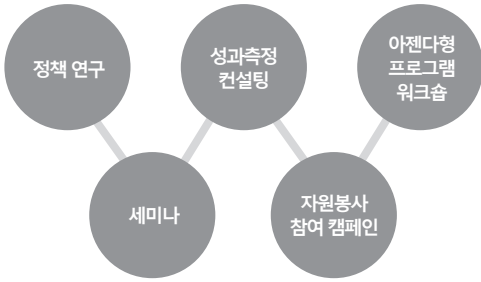 정책 연구
성과측정
컨설팅
아젠다형
프로그램
워크숍
세미나
자원봉사
참여 캠페인